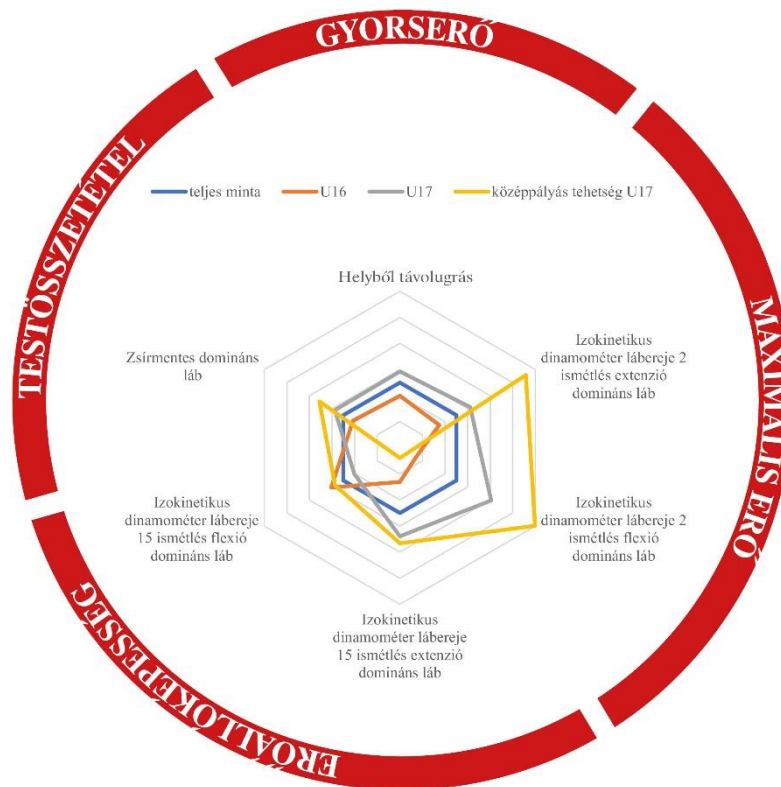 GYORSERŐ
TESTÖSSZETÉTEL
MAXIMÁLIS ERŐ
ERŐÁLLÓKÉPESSÉG
teljes minta
U16
U17
középpályás tehetség U17
Helyből távolugrás
Izokinetikus
dinamométer lábereje 2
ismétlés extenzió
domináns láb
Izokinetikus
dinamométer lábereje 2
ismétlés flexió
domináns láb
Izokinetikus
dinamométer lábereje
15 ismétlés extenzió
domináns láb
Izokinetikus
dinamométer lábereje
15 ismétlés flexió
domináns láb
Zsírmentes domináns
láb